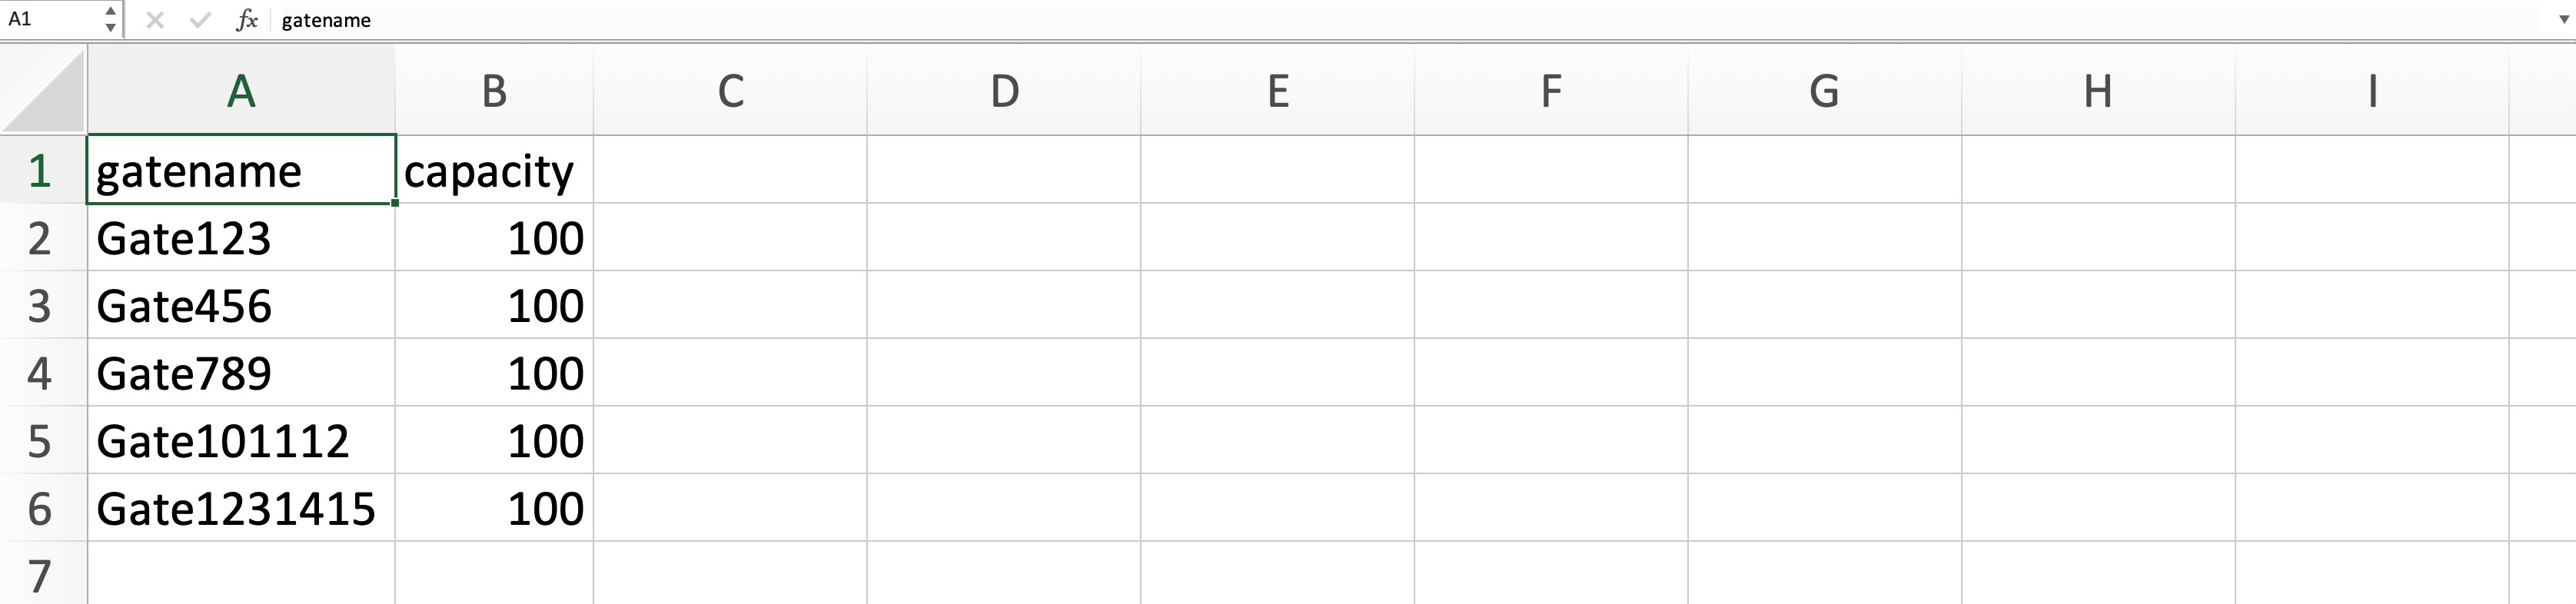 A1 fx gatename
A B C D E F G H I
1 gatename capacity
2 Gate123 100
3 Gate456 100
4 Gate789 100
5 Gate101112 100
6 Gate1231415 100
7